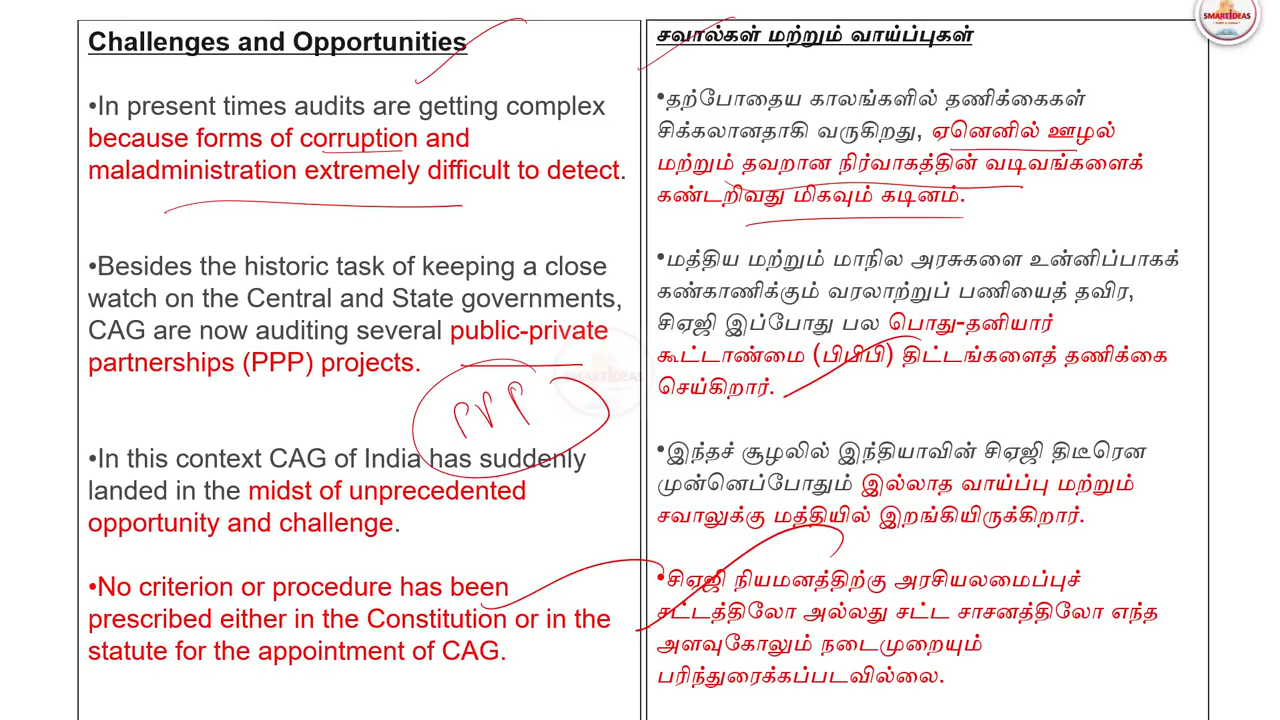 SMARTIDEAS
Challenges and Opportunities
•In present times audits are getting complex
because forms of corruption and
maladministration extremely difficult to detect.
•Besides the historic task of keeping a close
watch on the Central and State governments,
CAG are now auditing several public-private
partnerships (PPP) projects.
PPP
•In this context CAG of India has suddenly
landed in the midst of unprecedented
opportunity and challenge.
•No criterion or procedure has been
prescribed either in the Constitution or in the
statute for the appointment of CAG.
சவால்கள் மற்றும் வாய்ப்புகள்
•தற்போதைய காலங்களில் தணிக்கைகள்
சிக்கலானதாகி வருகிறது, ஏனெனில் ஊழல்
மற்றும் தவறான நிர்வாகத்தின் வடிவங்களைக்
கண்டறிவது மிகவும் கடினம்.
•மத்திய மற்றும் மாநில அரசுகளை உன்னிப்பாகக்
கண்காணிக்கும் வரலாற்றுப் பணியைத் தவிர,
சிஏஜி இப்போது பல பொது-தனியார்
கூட்டாண்மை (பிபிபி) திட்டங்களைத் தணிக்கை
செய்கிறார்.
•இந்தச் சூழலில் இந்தியாவின் சிஏஜி திடீரென
முன்னெப்போதும் இல்லாத வாய்ப்பு மற்றும்
சவாலுக்கு மத்தியில் இறங்கியிருக்கிறார்.
•சிஏஜி நியமனத்திற்கு அரசியலமைப்புச்
சட்டத்திலோ அல்லது சட்ட சாசனத்திலோ எந்த
அளவுகோலும் நடைமுறையும்
பரிந்துரைக்கப்படவில்லை.